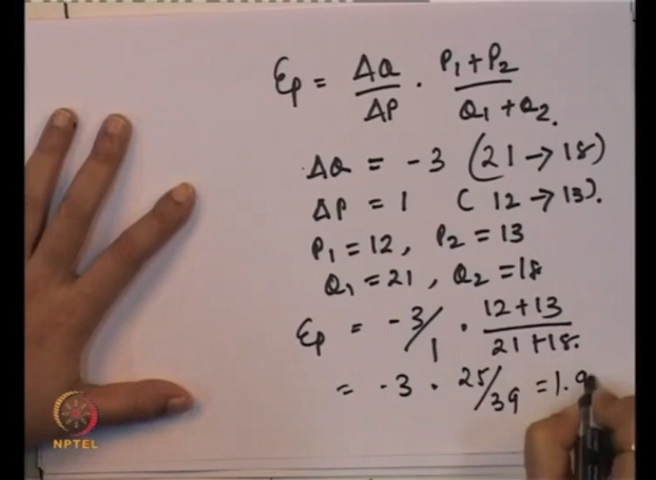 Ep = ΔQ/ΔP · P1+P2/Q1+Q2.
ΔQ = -3 (21 → 18)
ΔP = 1 ( 12 → 13).
P1 = 12, P2 = 13
Q1 = 21, Q2 = 18
Ep = -3/1 · 12+13/21+18.
= -3 · 25/39 = 1.9
NPTEL